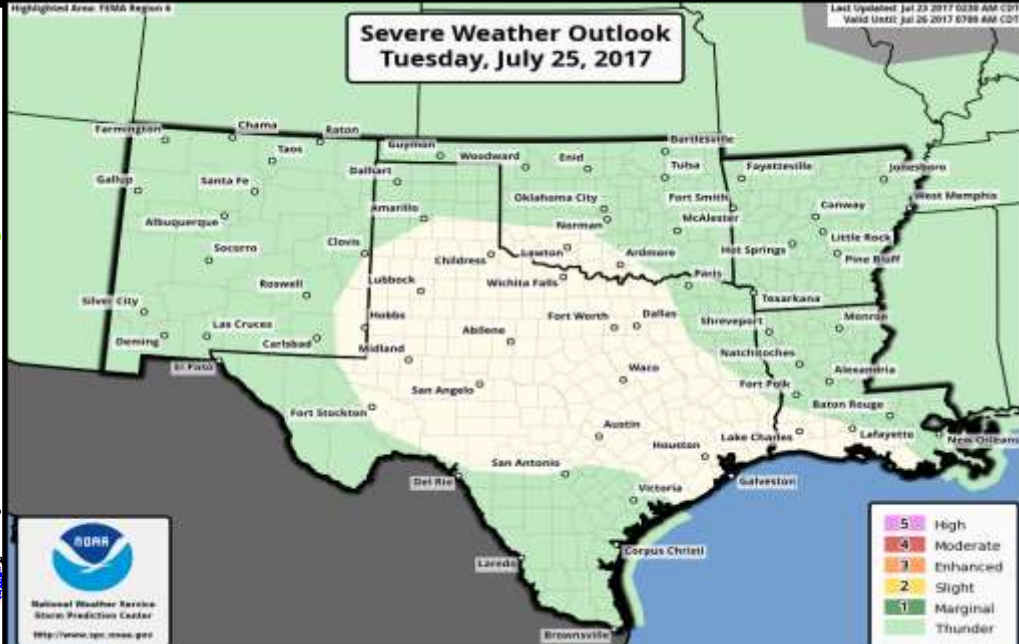 Highlighted Area: FEMA Region 6
Last Updated: Jul 23 2017 0230 AM CDT
Valid Until: Jul 26 2017 0700 AM CDT
Severe Weather Outlook
Tuesday, July 25, 2017
Farmington
Chama
Raton
Taos
Guymon
Woodward
Enid
Bartlesville
Tulsa
Fayetteville
Jonesboro
Gallup
Santa Fe
Dalhart
Oklahoma City
Fort Smith
West Memphis
Albuquerque
Amarillo
Norman
McAlester
Conway
Socorro
Clovis
Childress
Lawton
Ardmore
Hot Springs
Little Rock
Pine Bluff
Roswell
Lubbock
Wichita Falls
Paris
Texarkana
Silver City
Las Cruces
Hobbs
Abilene
Fort Worth
Dallas
Shreveport
Monroe
Deming
Carlsbad
Midland
Natchitoches
El Paso
San Angelo
Waco
Fort Polk
Alexandria
Fort Stockton
Austin
Houston
Lake Charles
Baton Rouge
Lafayette
New Orleans
Del Rio
San Antonio
Victoria
Galveston
Laredo
Corpus Christi
Brownsville
NOAA
National Weather Service
Storm Prediction Center
http://www.spc.noaa.gov
5 High
4 Moderate
3 Enhanced
2 Slight
1 Marginal
Thunder